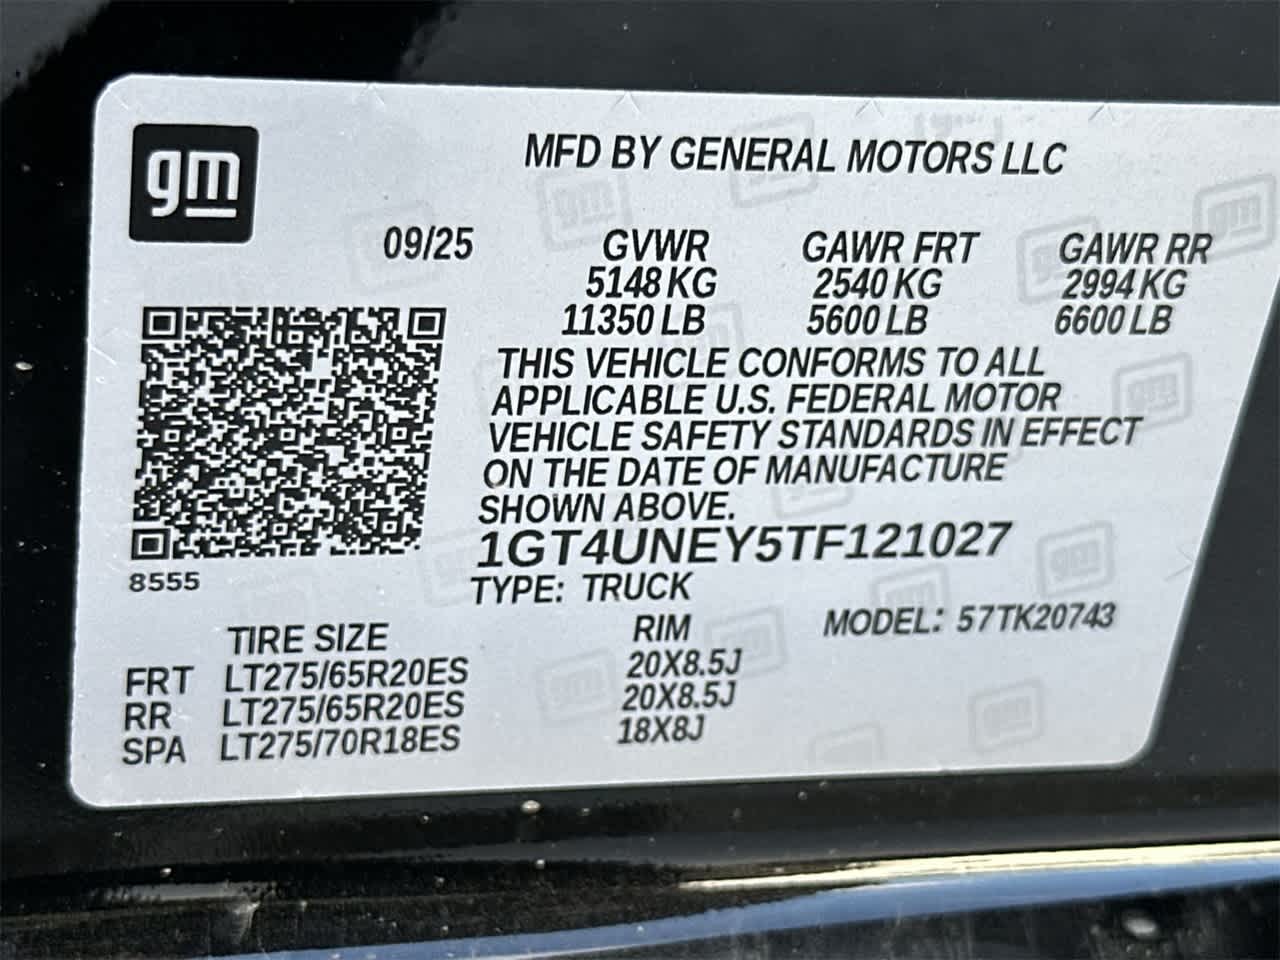 gm
MFD BY GENERAL MOTORS LLC
09/25 GVWR GAWR FRT GAWR RR
5148 KG 2540 KG 2994 KG
11350 LB 5600 LB 6600 LB
THIS VEHICLE CONFORMS TO ALL
APPLICABLE U.S. FEDERAL MOTOR
VEHICLE SAFETY STANDARDS IN EFFECT
ON THE DATE OF MANUFACTURE
SHOWN ABOVE.
1GT4UNEY5TF121027
8555
TYPE: TRUCK
MODEL: 57TK20743
TIRE SIZE RIM
FRT LT275/65R20ES 20X8.5J
RR LT275/65R20ES 20X8.5J
SPA LT275/70R18ES 18X8J